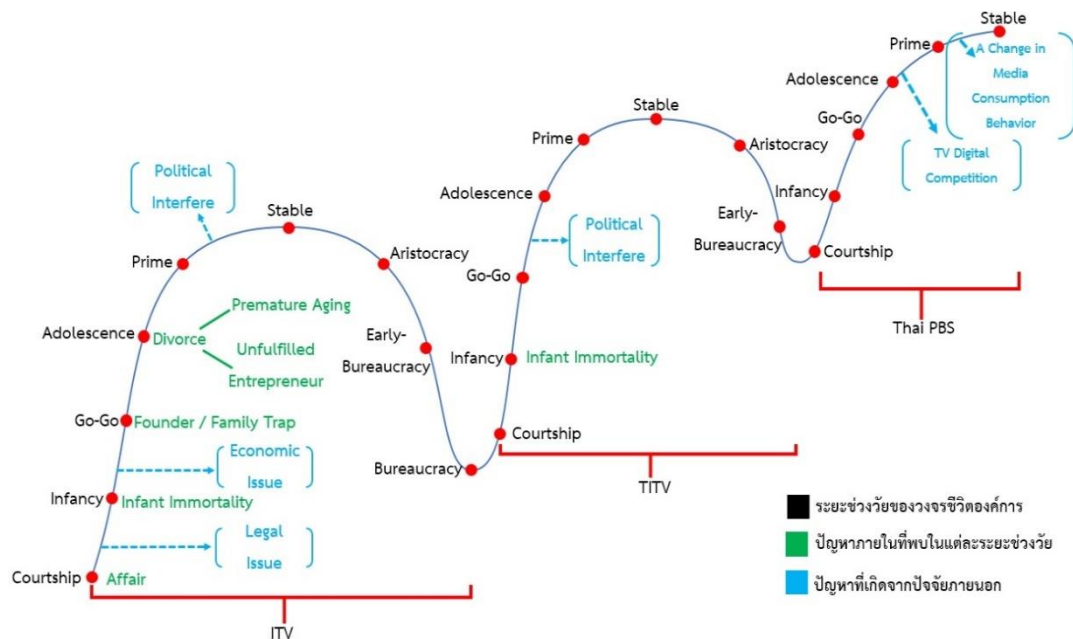 Stable
Prime
A Change in
Media
Consumption
Behavior
Adolescence
Go-Go
TV Digital
Competition
Infancy
Courtship
Thai PBS
Stable
Prime
Aristocracy
Adolescence
Early-
Bureaucracy
Political
Interfere
Go-Go
Infancy
Infant Immortality
Courtship
TITV
Political
Interfere
Stable
Prime
Aristocracy
Premature Aging
Adolescence
Divorce
Unfulfilled
Entrepreneur
Early-
Bureaucracy
Go-Go
Founder / Family Trap
Economic
Issue
Bureaucracy
Infancy
Infant Immortality
Legal
Issue
Courtship
Affair
ITV
ระยะช่วงวัยของวงจรชีวิตองค์การ
ปัญหาภายในที่พบในแต่ละระยะช่วงวัย
ปัญหาที่เกิดจากปัจจัยภายนอก